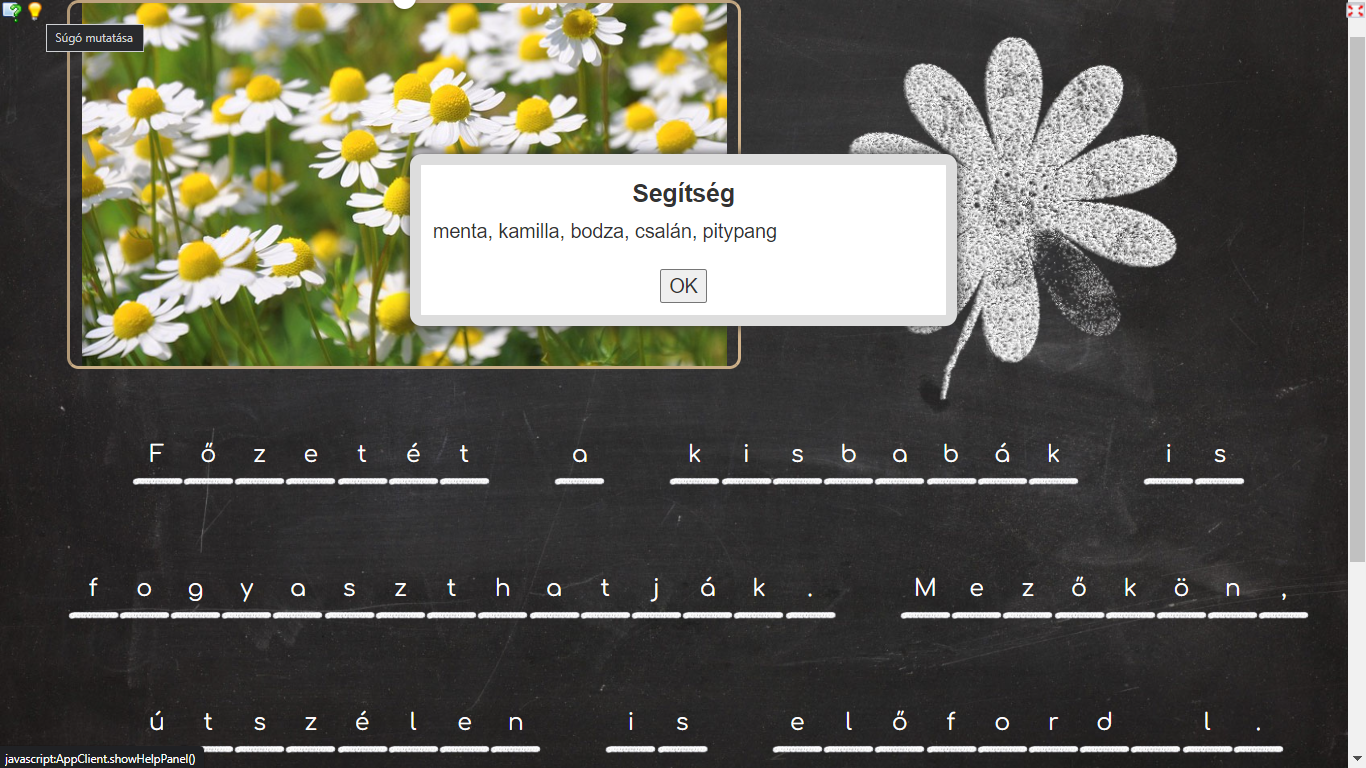 Súgó mutatása
Segítség
menta, kamilla, bodza, csalán, pitypang
OK
Főzetét a kisbabák is
fogyaszthatják. Mezőkön,
útszélen is előford l.
javascript:AppClient.showHelpPanel()